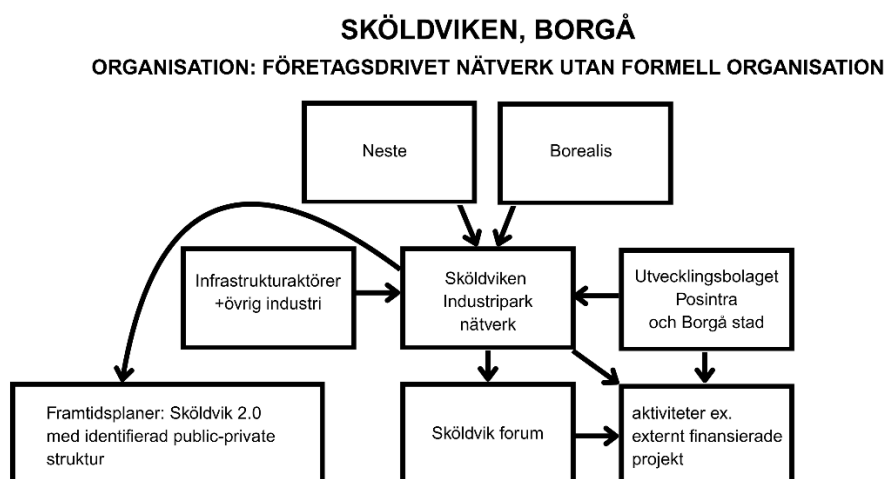 SKÖLDVIKEN, BORGÅ
ORGANISATION: FÖRETAGSDRIVET NÄTVERK UTAN FORMELL ORGANISATION
Neste
Borealis
Infrastrukturaktörer
+övrig industri
Sköldviken
Industripark
nätverk
Utvecklingsbolaget
Posintra
och Borgå stad
Framtidsplaner: Sköldvik 2.0
med identifierad public-private
struktur
Sköldvik forum
aktiviteter ex.
externt finansierade
projekt